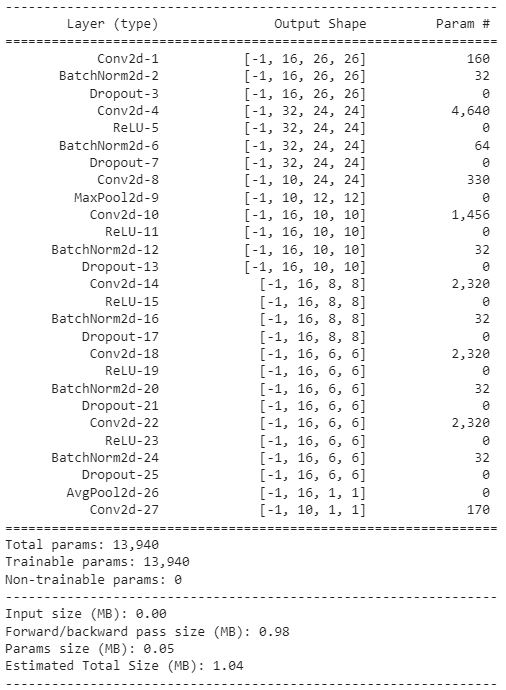 ----------------------------------------------------------------
Layer (type) Output Shape Param #
================================================================
Conv2d-1 [-1, 16, 26, 26] 160
BatchNorm2d-2 [-1, 16, 26, 26] 32
Dropout-3 [-1, 16, 26, 26] 0
Conv2d-4 [-1, 32, 24, 24] 4,640
ReLU-5 [-1, 32, 24, 24] 0
BatchNorm2d-6 [-1, 32, 24, 24] 64
Dropout-7 [-1, 32, 24, 24] 0
Conv2d-8 [-1, 10, 24, 24] 330
MaxPool2d-9 [-1, 10, 12, 12] 0
Conv2d-10 [-1, 16, 10, 10] 1,456
ReLU-11 [-1, 16, 10, 10] 0
BatchNorm2d-12 [-1, 16, 10, 10] 32
Dropout-13 [-1, 16, 10, 10] 0
Conv2d-14 [-1, 16, 8, 8] 2,320
ReLU-15 [-1, 16, 8, 8] 0
BatchNorm2d-16 [-1, 16, 8, 8] 32
Dropout-17 [-1, 16, 8, 8] 0
Conv2d-18 [-1, 16, 6, 6] 2,320
ReLU-19 [-1, 16, 6, 6] 0
BatchNorm2d-20 [-1, 16, 6, 6] 32
Dropout-21 [-1, 16, 6, 6] 0
Conv2d-22 [-1, 16, 6, 6] 2,320
ReLU-23 [-1, 16, 6, 6] 0
BatchNorm2d-24 [-1, 16, 6, 6] 32
Dropout-25 [-1, 16, 6, 6] 0
AvgPool2d-26 [-1, 16, 1, 1] 0
Conv2d-27 [-1, 10, 1, 1] 170
================================================================
Total params: 13,940
Trainable params: 13,940
Non-trainable params: 0
----------------------------------------------------------------
Input size (MB): 0.00
Forward/backward pass size (MB): 0.98
Params size (MB): 0.05
Estimated Total Size (MB): 1.04
----------------------------------------------------------------